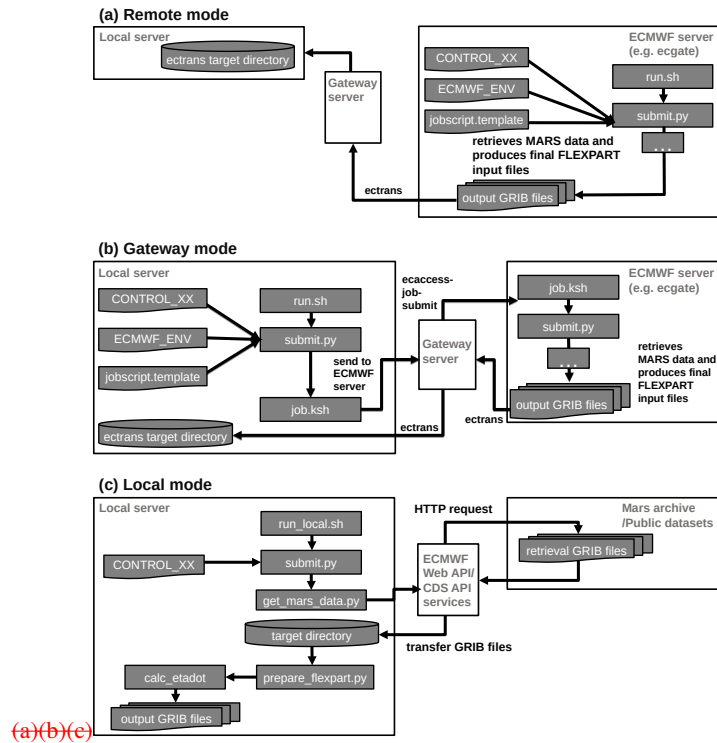 (a) Remote mode
Local server
ectrans target directory
Gateway
server
ECMWF server
(e.g. ecgate)
CONTROL_XX
ECMWF_ENV
jobscript.template
run.sh
submit.py
. . .
retrieves MARS data and
produces final FLEXPART
input files
output GRIB files
ectrans
(b) Gateway mode
Local server
CONTROL_XX
ECMWF_ENV
jobscript.template
run.sh
submit.py
send to
ECMWF
server
job.ksh
ectrans target directory
ecaccess-
job-
submit
Gateway
server
ectrans
ectrans
ECMWF server
(e.g. ecgate)
job.ksh
submit.py
. . .
retrieves
MARS data and
produces final
FLEXPART
input files
output GRIB files
(c) Local mode
Local server
run_local.sh
CONTROL_XX
submit.py
get_mars_data.py
target directory
calc_etadot
prepare_flexpart.py
output GRIB files
HTTP request
ECMWF
Web API/
CDS API
services
transfer GRIB files
Mars archive
/Public datasets
retrieval GRIB files
(a)(b)(c)